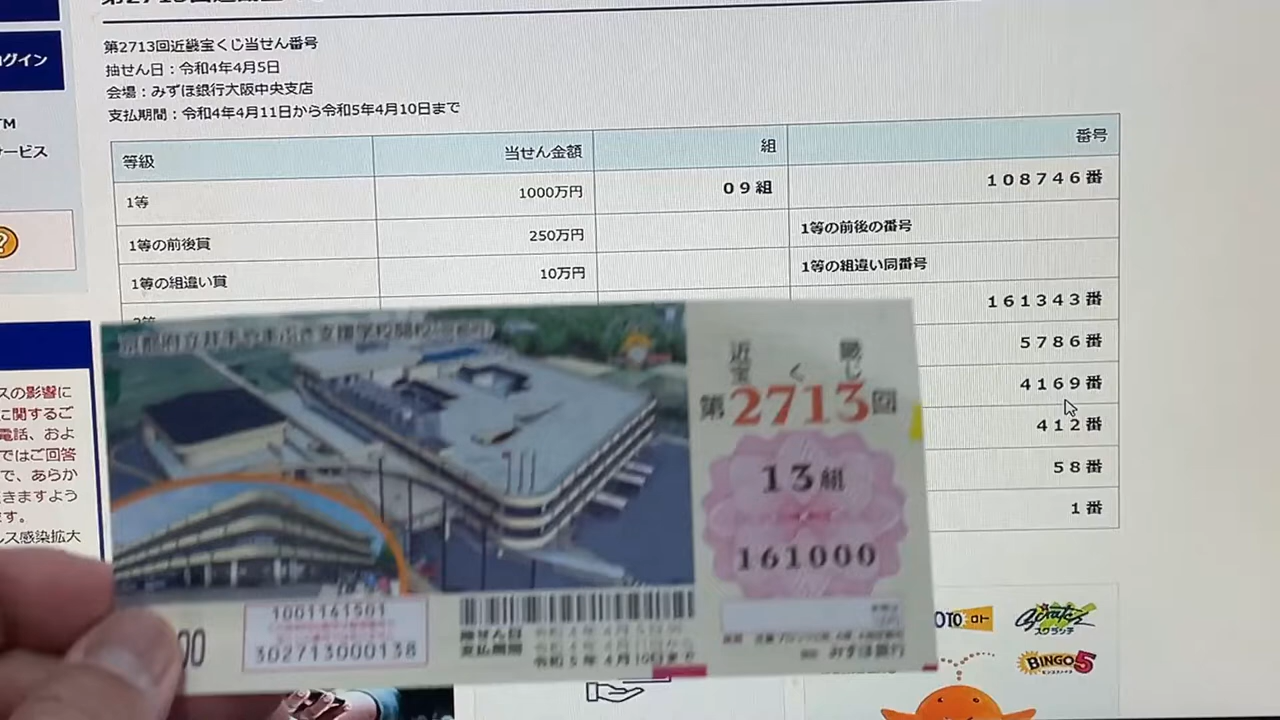 グイン
TM
ービス
第2713回近畿宝くじ当せん番号
抽せん日：令和4年4月5日
会場：みずほ銀行大阪中央支店
支払期間：令和4年4月11日から令和5年4月10日まで
等級 当せん金額 組 番号
1等 1000万円 09組 108746番
1等の前後賞 250万円 1等の前後の番号
1等の組違い賞 10万円 1等の組違い同番号
161343番
5786番
4169番
412番
58番
1番
スの影響に
に関するご
電話、およ
ではご回答
で、あらか
きますよう
ます。
ルス感染拡大
近畿
宝くじ
第2713回
13組
161000
00
1001141501
302713000138
抽せん日
支払期間
令和5年4月10日まで
みずほ銀行
ロト
スクラッチ
BINGO5